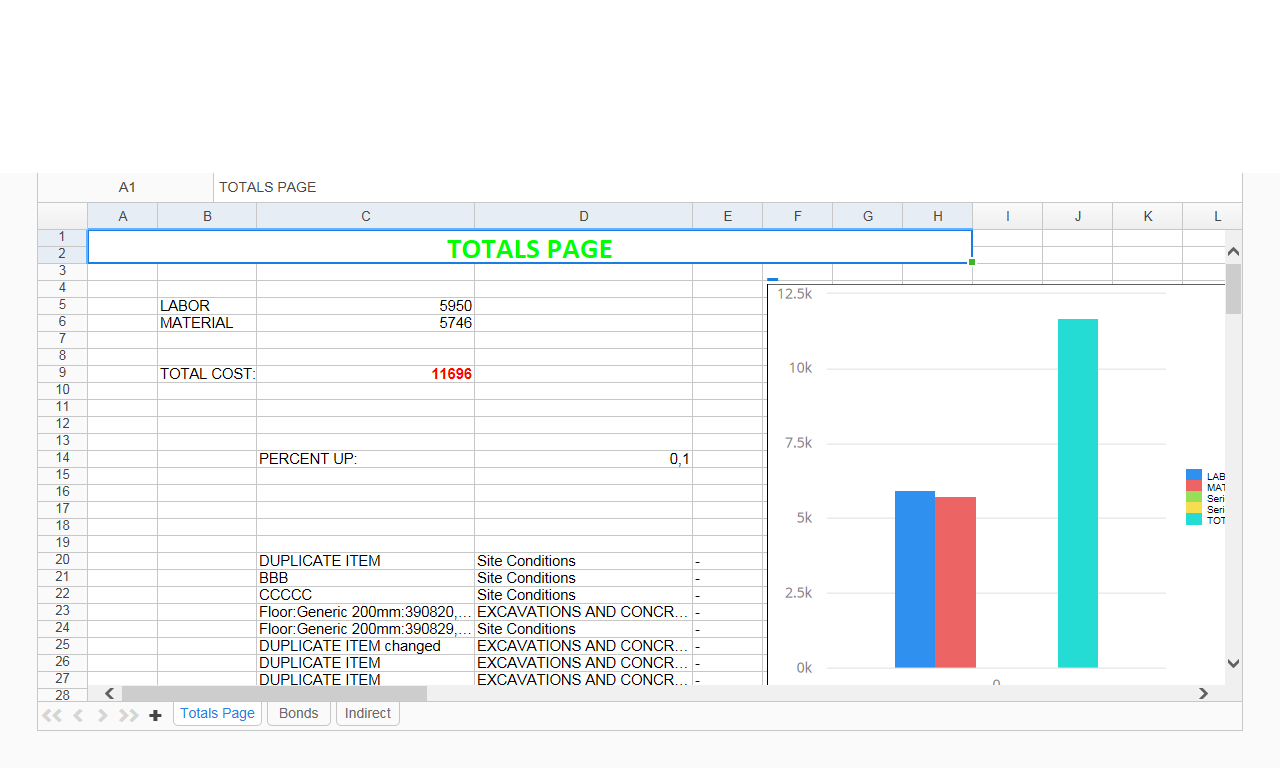 A1 TOTALS PAGE
A B C D E F G H I J K L
1 TOTALS PAGE
2
3
4
5 LABOR 5950
6 MATERIAL 5746
7
8
9 TOTAL COST: 11696
10
11
12
13
14 PERCENT UP: 0,1
15
16
17
18
19
20 DUPLICATE ITEM Site Conditions -
21 BBB Site Conditions -
22 CCCCC Site Conditions -
23 Floor:Generic 200mm:390820,... EXCAVATIONS AND CONCR... -
24 Floor:Generic 200mm:390829,... Site Conditions -
25 DUPLICATE ITEM changed EXCAVATIONS AND CONCR... -
26 DUPLICATE ITEM EXCAVATIONS AND CONCR... -
27 DUPLICATE ITEM EXCAVATIONS AND CONCR... -
28
12.5k
10k
7.5k
5k
2.5k
0k
0
LAB
MAT
Seri
Seri
TOT
Totals Page Bonds Indirect